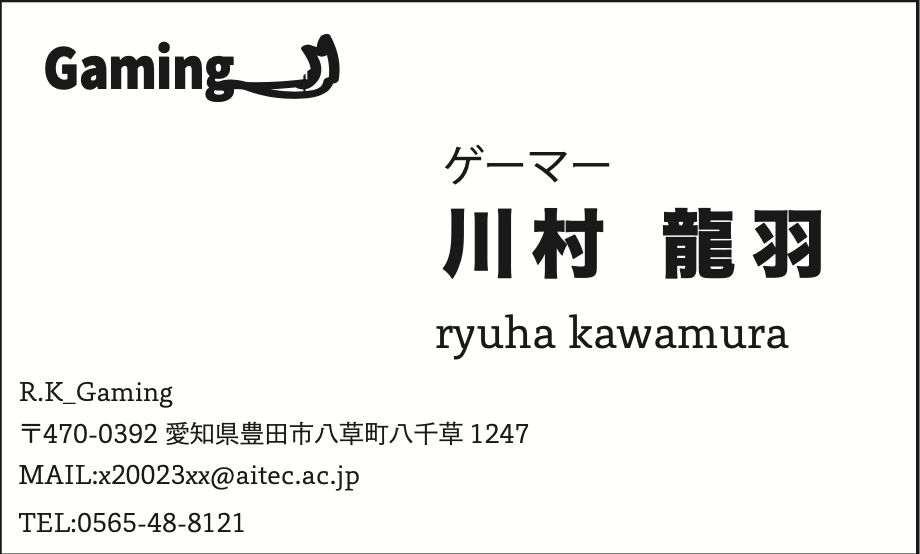 Gaming
ゲーマー
川村 龍羽
ryuha kawamura
R.K_Gaming
〒470-0392 愛知県豊田市八草町八千草 1247
MAIL:x20023xx@aitec.ac.jp
TEL:0565-48-8121